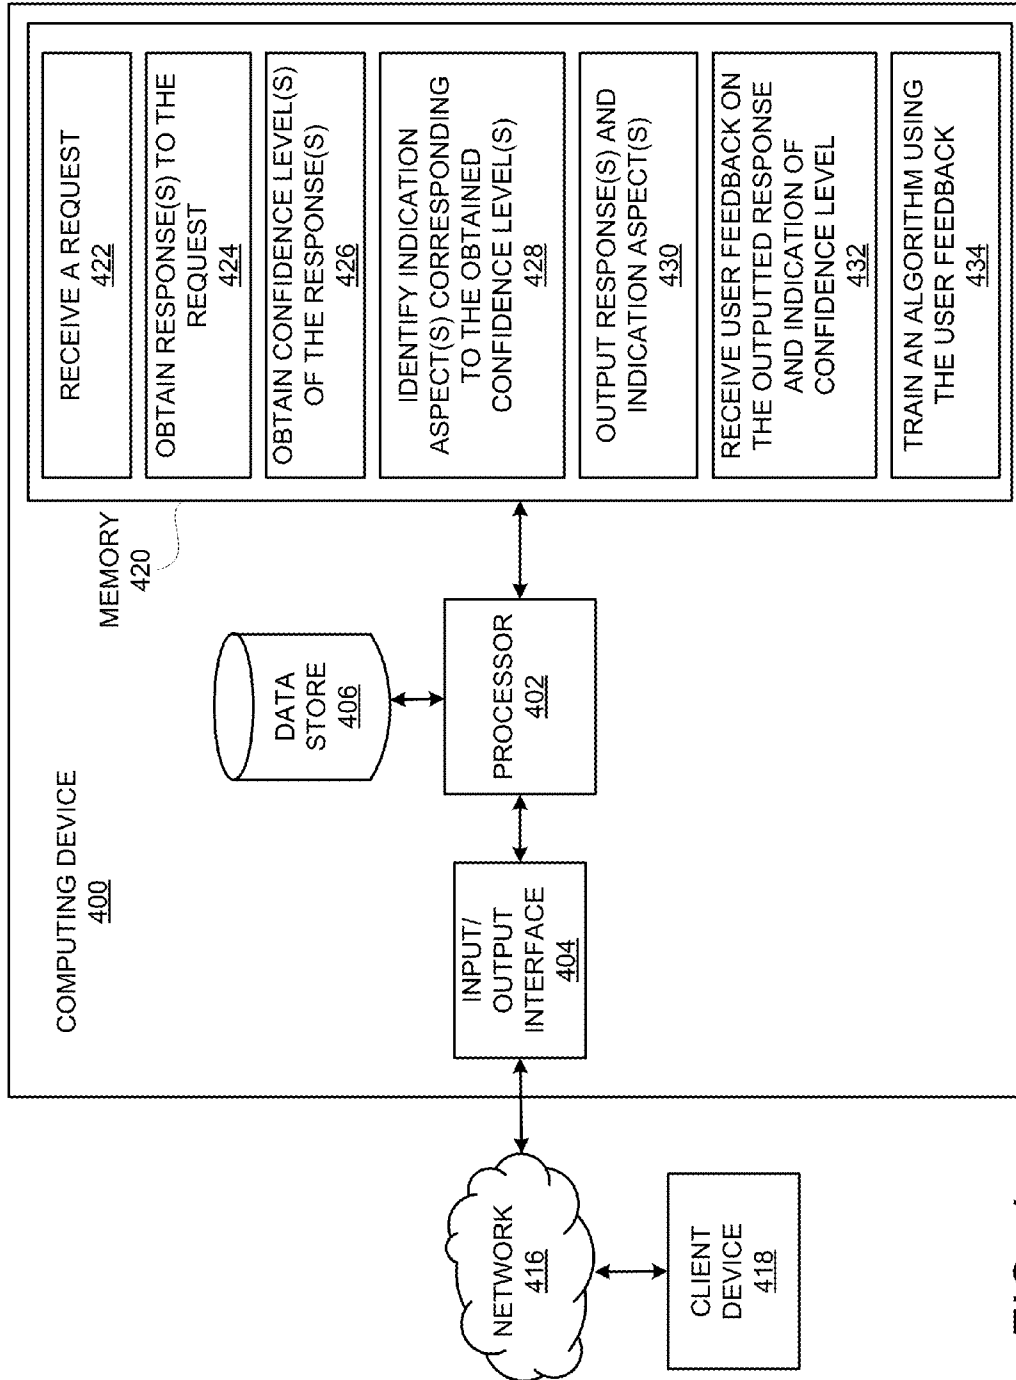 COMPUTING DEVICE
400
MEMORY
420
RECEIVE A REQUEST
422
OBTAIN RESPONSE(S) TO THE
REQUEST
424
OBTAIN CONFIDENCE LEVEL(S)
OF THE RESPONSE(S)
426
IDENTIFY INDICATION
ASPECT(S) CORRESPONDING
TO THE OBTAINED
CONFIDENCE LEVEL(S)
428
OUTPUT RESPONSE(S) AND
INDICATION ASPECT(S)
430
RECEIVE USER FEEDBACK ON
THE OUTPUTTED RESPONSE
AND INDICATION OF
CONFIDENCE LEVEL
432
TRAIN AN ALGORITHM USING
THE USER FEEDBACK
434
DATA
STORE
406
PROCESSOR
402
INPUT/
OUTPUT
INTERFACE
404
NETWORK
416
CLIENT
DEVICE
418